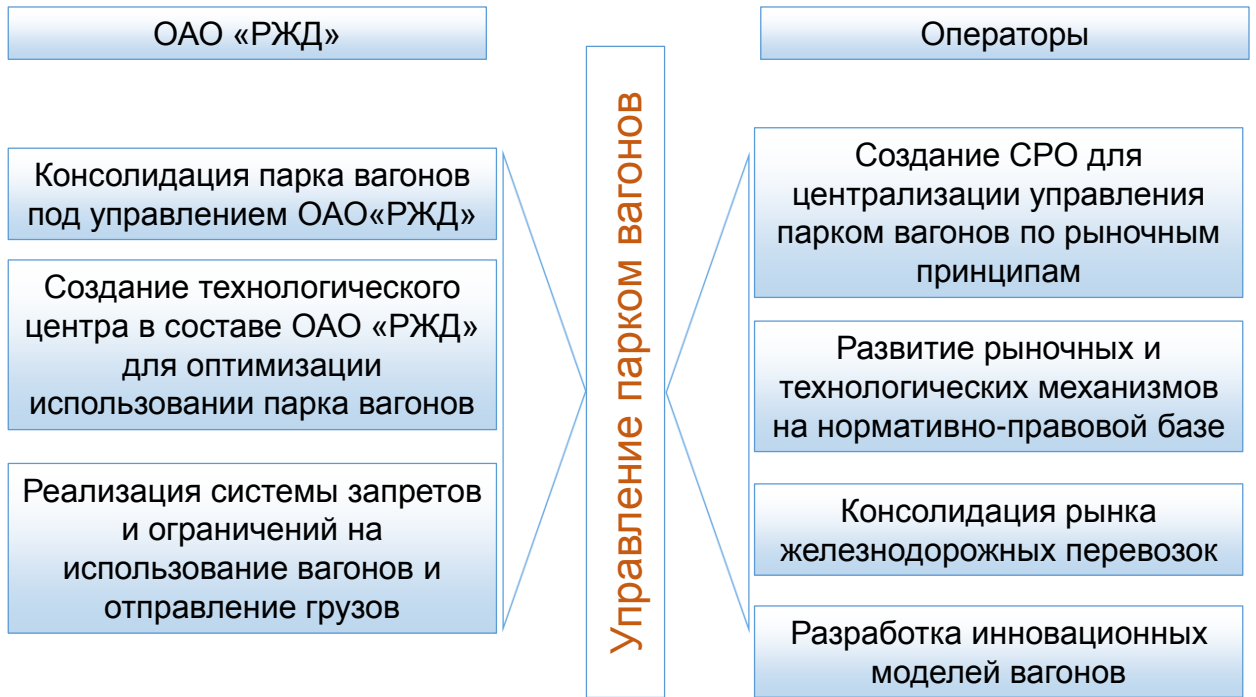 ОАО «РЖД»
Консолидация парка вагонов
под управлением ОАО«РЖД»
Создание технологического
центра в составе ОАО «РЖД»
для оптимизации
использовании парка вагонов
Реализация системы запретов
и ограничений на
использование вагонов и
отправление грузов
Управление парком вагонов
Операторы
Создание СРО для
централизации управления
парком вагонов по рыночным
принципам
Развитие рыночных и
технологических механизмов
на нормативно-правовой базе
Консолидация рынка
железнодорожных перевозок
Разработка инновационных
моделей вагонов